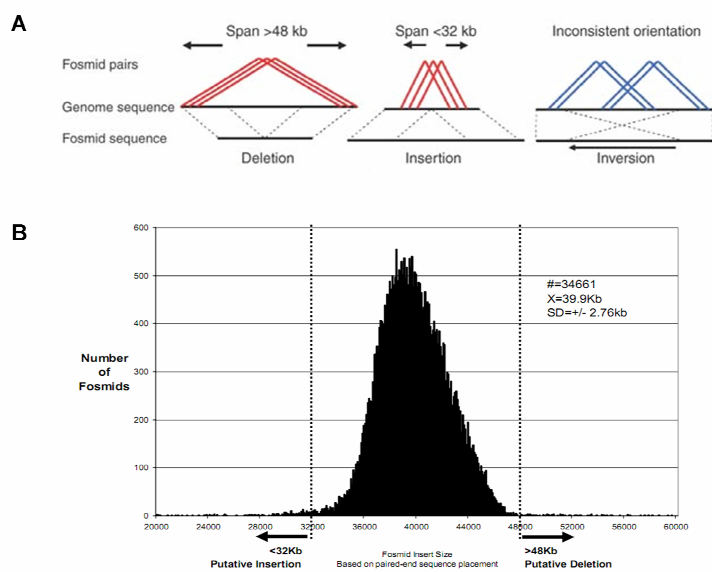 A
Span >48 kb
Span <32 kb
Inconsistent orientation
Fosmid pairs
Genome sequence
Fosmid sequence
Deletion
Insertion
Inversion
B
600
500
400
300
200
100
0
Number
of
Fosmids
#=34661
X=39.9Kb
SD=+/- 2.76kb
20000 24000 28000 32000 36000 40000 44000 48000 52000 56000 60000
<32Kb
Putative Insertion
Fosmid Insert Size
Based on paired-end sequence placement
>48Kb
Putative Deletion